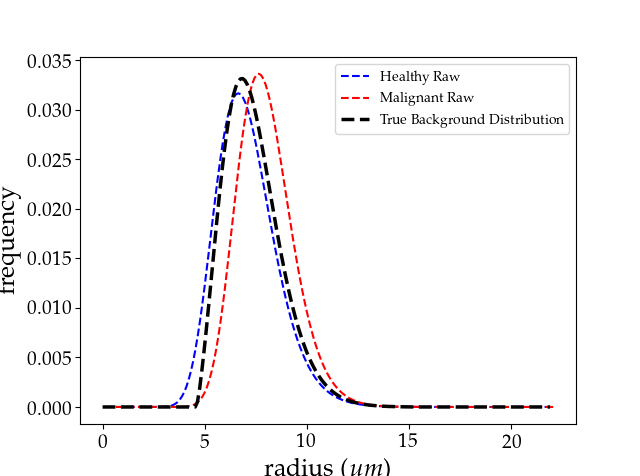 Healthy Raw
Malignant Raw
True Background Distribution
0.035
0.030
0.025
0.020
0.015
0.010
0.005
0.000
frequency
0
5
10
15
20
radius (um)